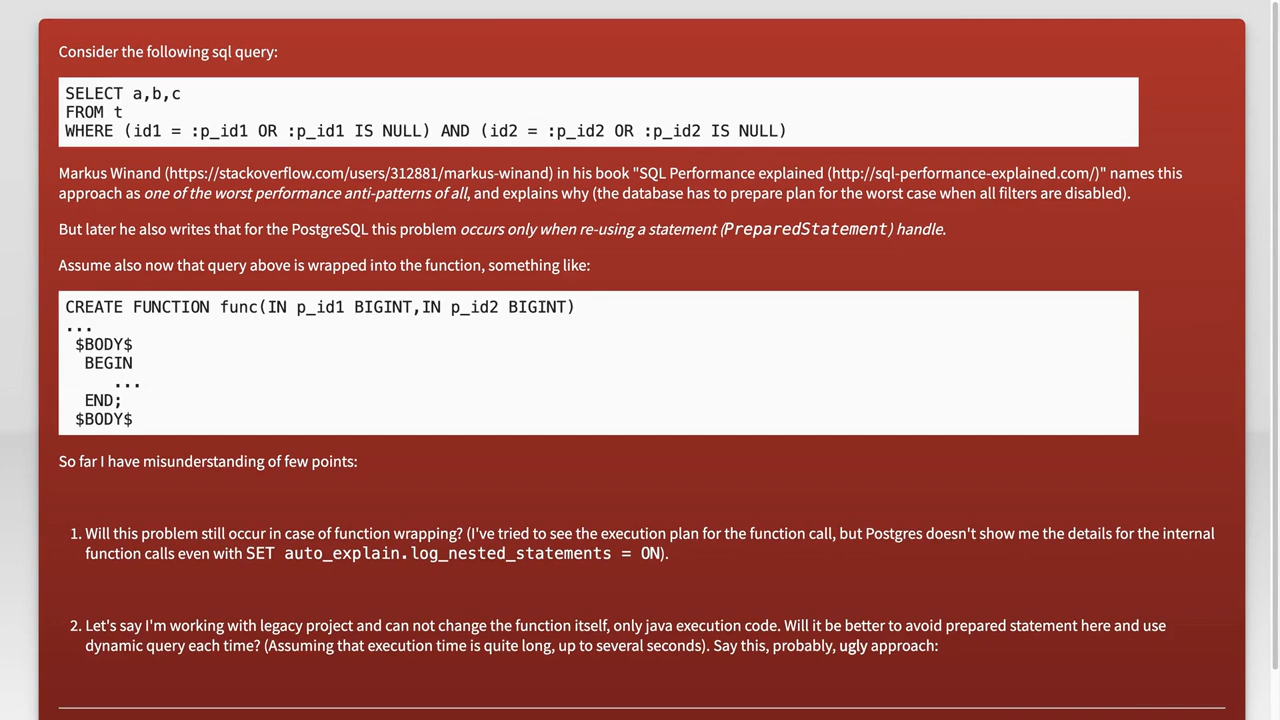 Consider the following sql query:
SELECT a,b,c
FROM t
WHERE (id1 = :p_id1 OR :p_id1 IS NULL) AND (id2 = :p_id2 OR :p_id2 IS NULL)
Markus Winand (https://stackoverflow.com/users/312881/markus-winand) in his book "SQL Performance explained (http://sql-performance-explained.com/)" names this
approach as one of the worst performance anti-patterns of all, and explains why (the database has to prepare plan for the worst case when all filters are disabled).
But later he also writes that for the PostgreSQL this problem occurs only when re-using a statement (PreparedStatement) handle.
Assume also now that query above is wrapped into the function, something like:
CREATE FUNCTION func(IN p_id1 BIGINT,IN p_id2 BIGINT)
...
$BODY$
BEGIN
...
END;
$BODY$
So far I have misunderstanding of few points:
1. Will this problem still occur in case of function wrapping? (I've tried to see the execution plan for the function call, but Postgres doesn't show me the details for the internal
function calls even with SET auto_explain.log_nested_statements = ON).
2. Let's say I'm working with legacy project and can not change the function itself, only java execution code. Will it be better to avoid prepared statement here and use
dynamic query each time? (Assuming that execution time is quite long, up to several seconds). Say this, probably, ugly approach: